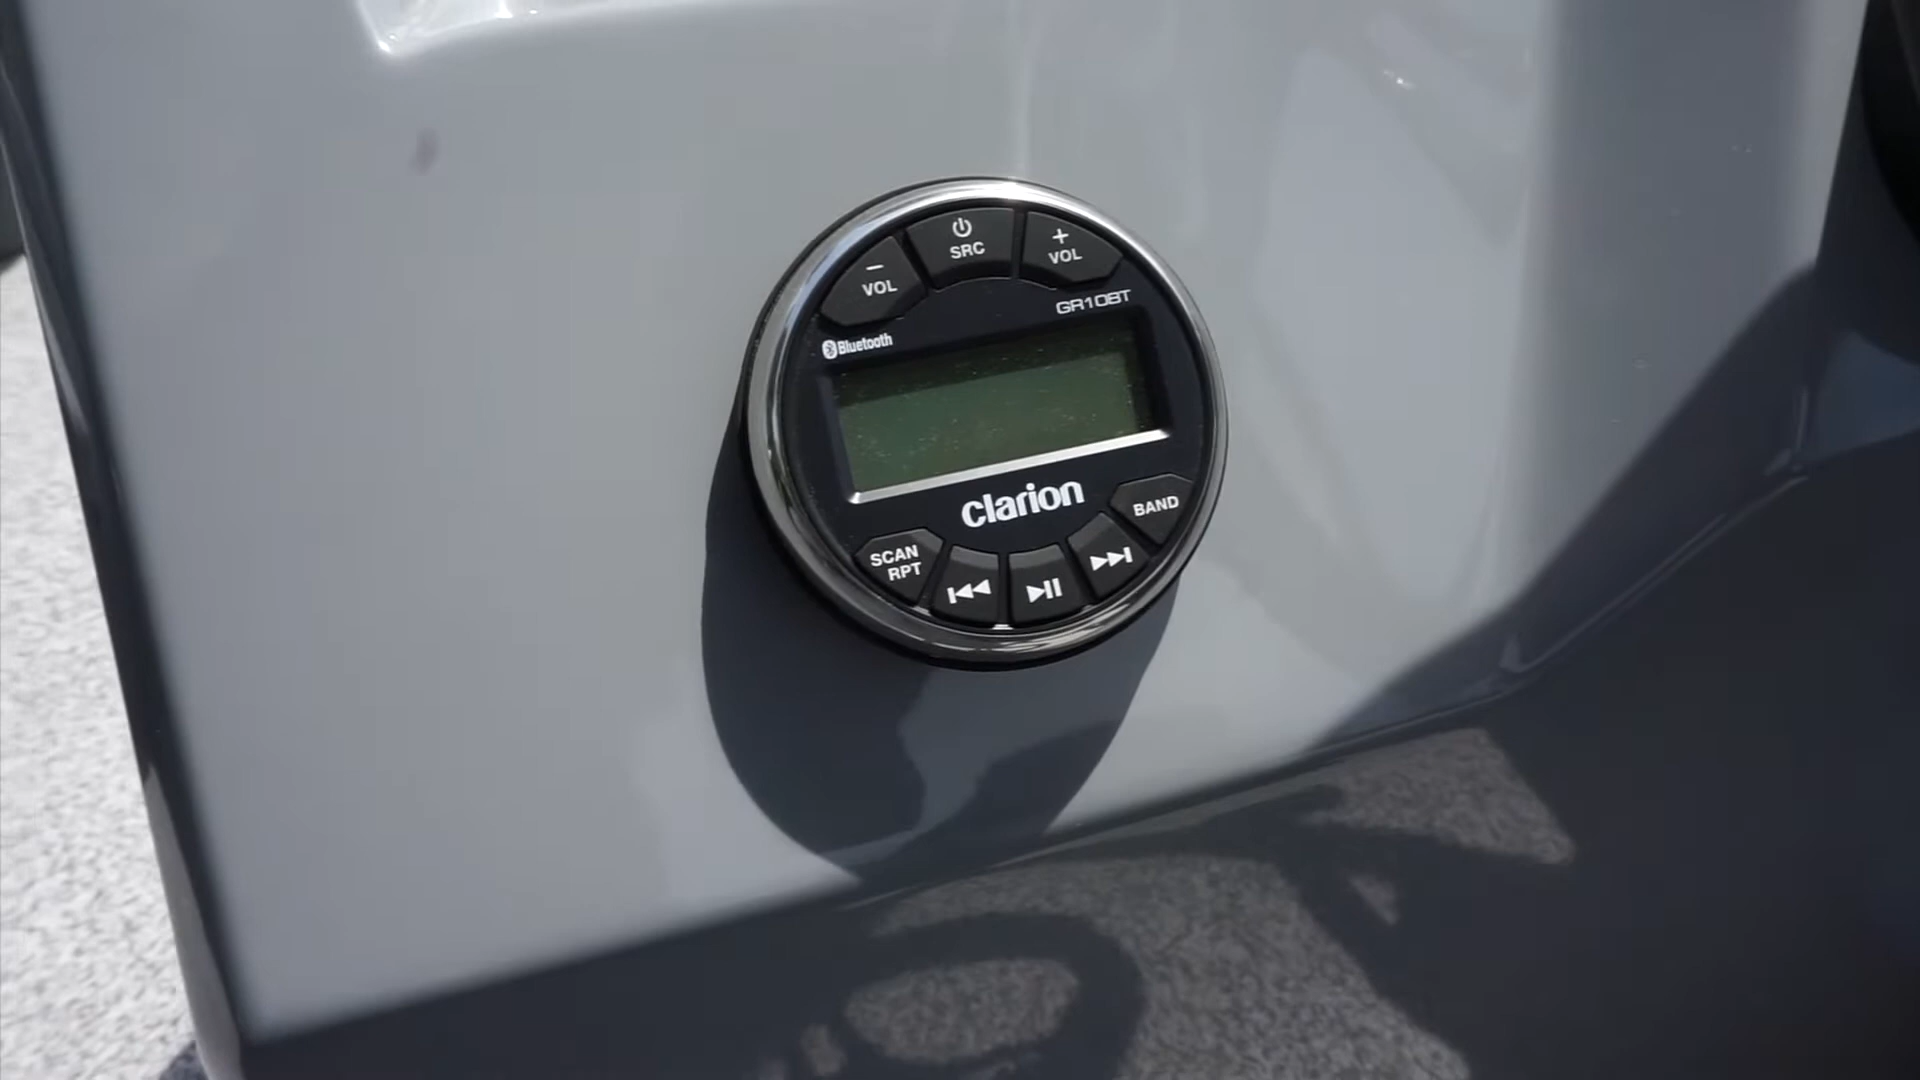 SRC
+
VOL
−
VOL
GR10BT
Bluetooth
clarion
BAND
SCAN
RPT